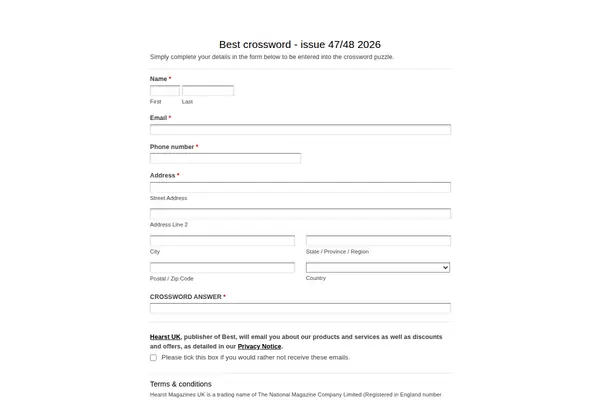 Best crossword - issue 47/48 2026
Simply complete your details in the form below to be entered into the crossword puzzle.
Name *
First Last
Email *
Phone number *
Address *
Street Address
Address Line 2
City State / Province / Region
Postal / Zip Code Country
CROSSWORD ANSWER *
Hearst UK, publisher of Best, will email you about our products and services as well as discounts
and offers, as detailed in our Privacy Notice.
Please tick this box if you would rather not receive these emails.
Terms & conditions
Hearst Magazines UK is a trading name of The National Magazine Company Limited (Registered in England number